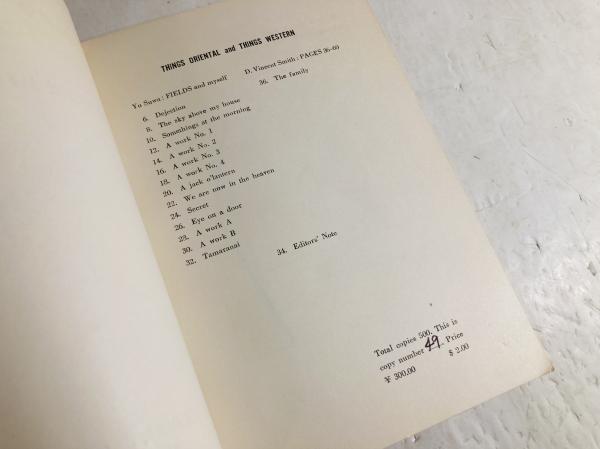 THINGS ORIENTAL and THINGS WESTERN
Yu Suwa : FIELDS and myself
D. Vincent Smith : PAGES 36-60
6. Dejection
36. The family
8. The sky above my house
10. Sommhings at the morning
12. A work No. 1
14. A work No. 2
16. A work No. 3
18. A work No. 4
20. A jack o'lantern
22. We are now in the heaven
24. Secret
26. Eye on a door
28. A work A
30. A work B
32. Tamaranai
34. Editors' Note
Total copies 500. This is
copy number 49. Price
¥ 300.00 $ 2.00